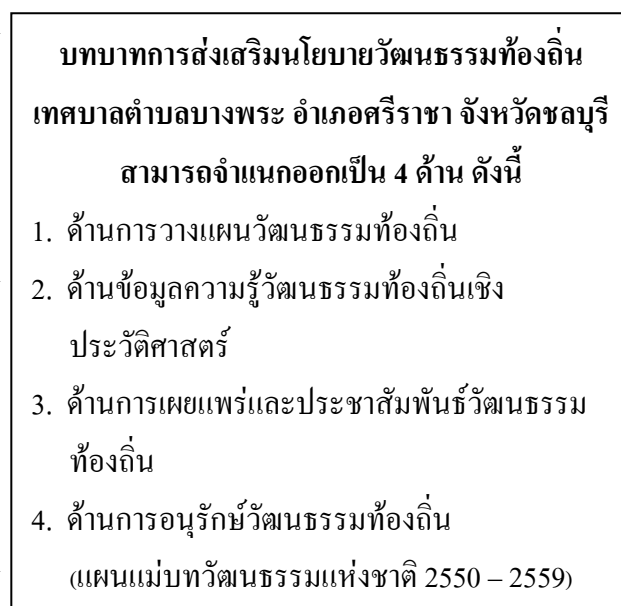 บทบาทการส่งเสริมนโยบายวัฒนธรรมท้องถิ่น
เทศบาลตำบลบางพระ อำเภอศรีราชา จังหวัดชลบุรี
สามารถจำแนกออกเป็น 4 ด้าน ดังนี้
1. ด้านการวางแผนวัฒนธรรมท้องถิ่น
2. ด้านข้อมูลความรู้วัฒนธรรมท้องถิ่นเชิง
ประวัติศาสตร์
3. ด้านการเผยแพร่และประชาสัมพันธ์วัฒนธรรม
ท้องถิ่น
4. ด้านการอนุรักษ์วัฒนธรรมท้องถิ่น
(แผนแม่บทวัฒนธรรมแห่งชาติ 2550 – 2559)